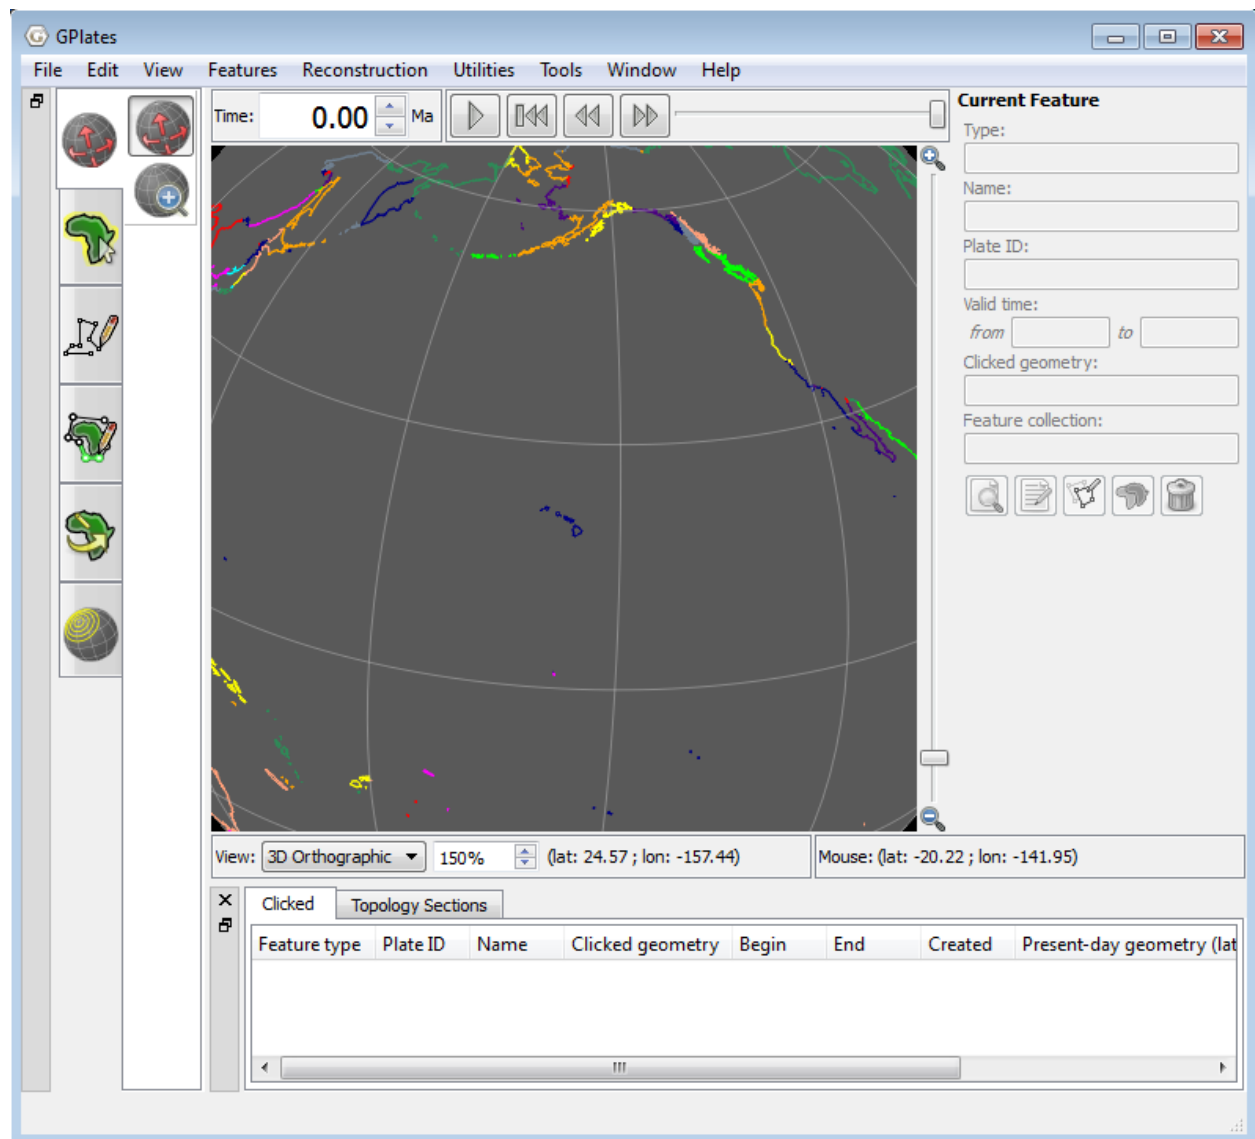 GPlates
File Edit View Features Reconstruction Utilities Tools Window Help
Time: 0.00 Ma
Current Feature
Type:
Name:
Plate ID:
Valid time:
from to
Clicked geometry:
Feature collection:
View: 3D Orthographic 150% (lat: 24.57 ; lon: -157.44) Mouse: (lat: -20.22 ; lon: -141.95)
Clicked Topology Sections
Feature type Plate ID Name Clicked geometry Begin End Created Present-day geometry (lat